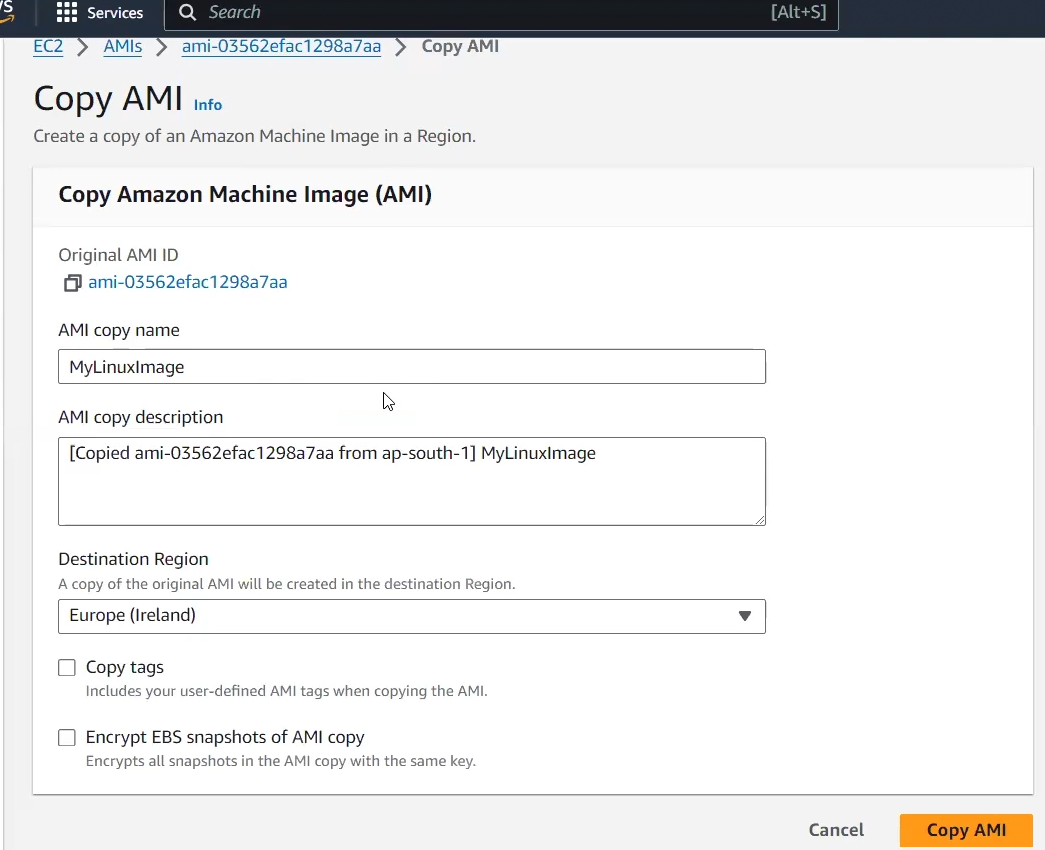 Services Search [Alt+S]
EC2 > AMIs > ami-03562efac1298a7aa > Copy AMI
Copy AMI Info
Create a copy of an Amazon Machine Image in a Region.
Copy Amazon Machine Image (AMI)
Original AMI ID
ami-03562efac1298a7aa
AMI copy name
MyLinuxImage
AMI copy description
[Copied ami-03562efac1298a7aa from ap-south-1] MyLinuxImage
Destination Region
A copy of the original AMI will be created in the destination Region.
Europe (Ireland)
Copy tags
Includes your user-defined AMI tags when copying the AMI.
Encrypt EBS snapshots of AMI copy
Encrypts all snapshots in the AMI copy with the same key.
Cancel Copy AMI